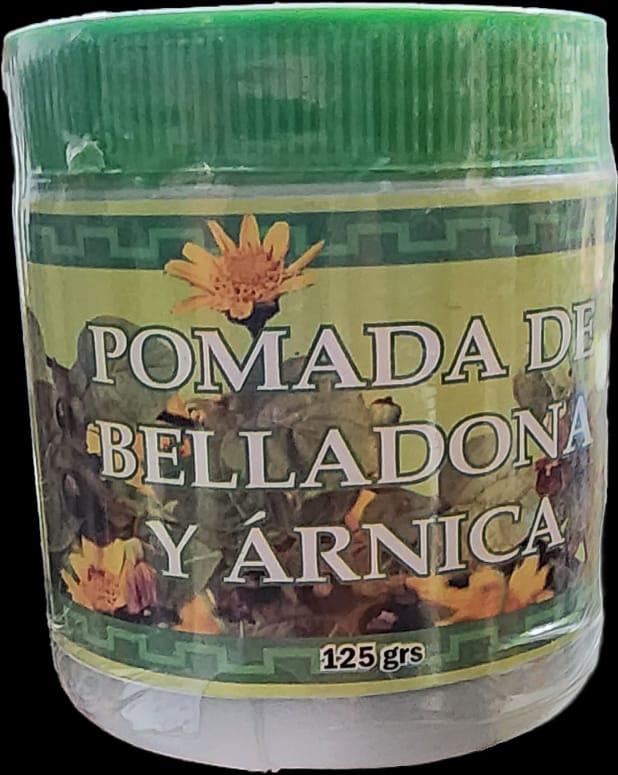 POMADA DE
BELLADONA
Y ÁRNICA
125 grs